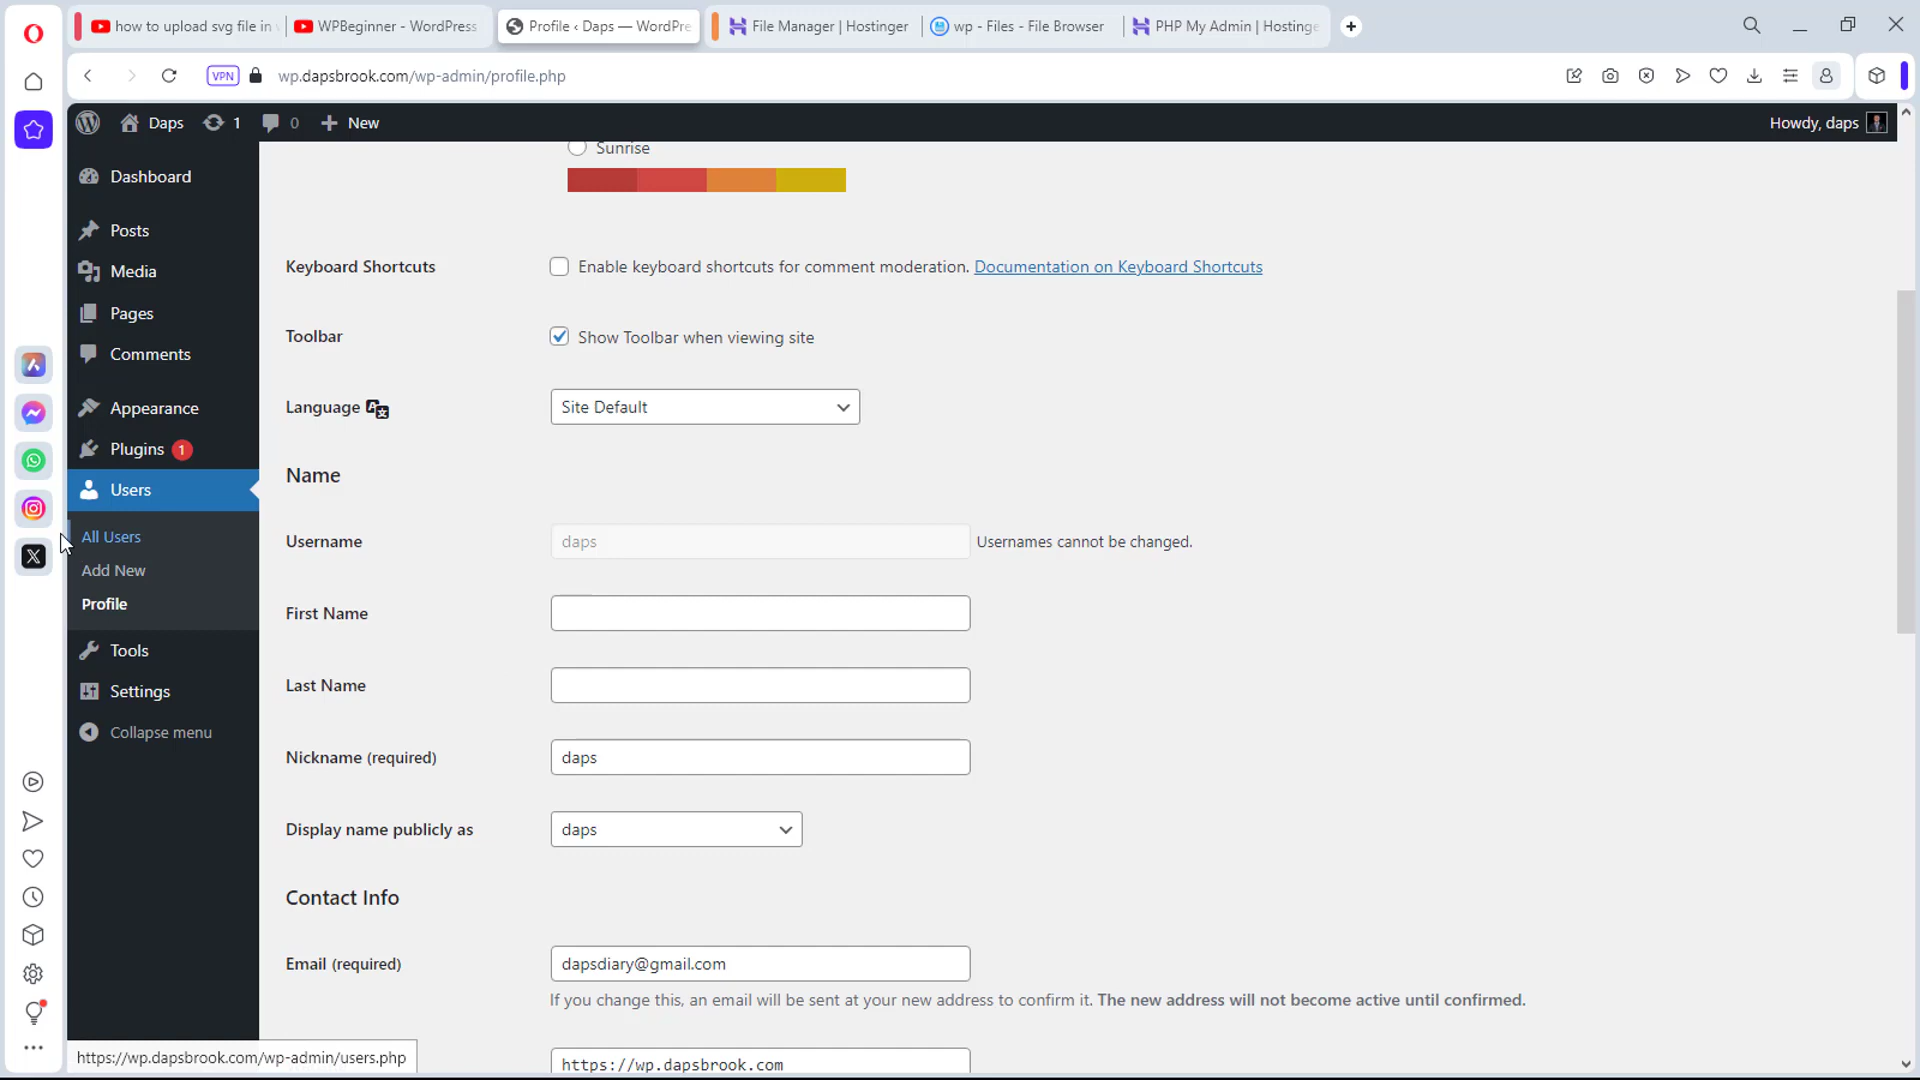 how to upload svg file in
WPBeginner - WordPress
Profile ‹ Daps — WordPre
File Manager | Hostinger
wp - Files - File Browser
PHP My Admin | Hostinge
VPN
wp.dapsbrook.com/wp-admin/profile.php
Daps
1
0
New
Howdy, daps
Dashboard
Posts
Media
Pages
Comments
Appearance
Plugins 1
Users
All Users
Add New
Profile
Tools
Settings
Collapse menu
Sunrise
Keyboard Shortcuts
Enable keyboard shortcuts for comment moderation. Documentation on Keyboard Shortcuts
Toolbar
Show Toolbar when viewing site
Language
Site Default
Name
Username
daps
Usernames cannot be changed.
First Name
Last Name
Nickname (required)
daps
Display name publicly as
daps
Contact Info
Email (required)
dapsdiary@gmail.com
If you change this, an email will be sent at your new address to confirm it. The new address will not become active until confirmed.
https://wp.dapsbrook.com
https://wp.dapsbrook.com/wp-admin/users.php